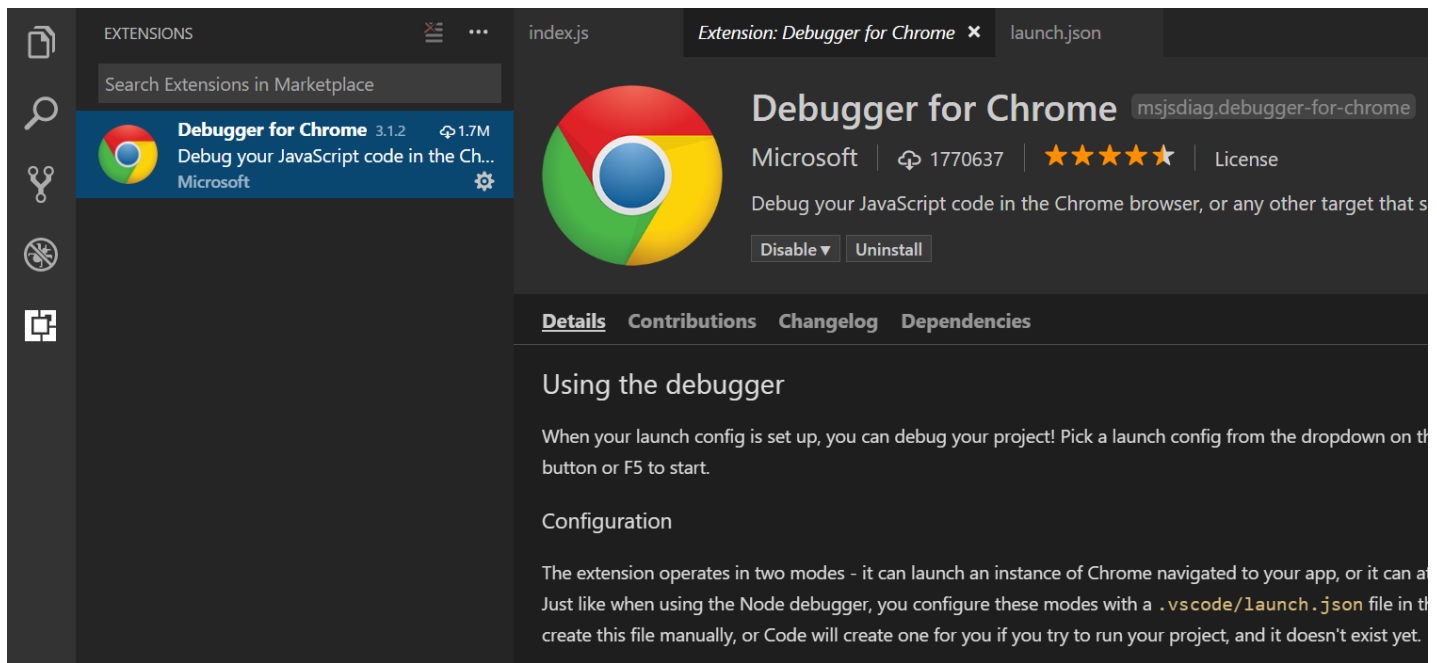 EXTENSIONS
Search Extensions in Marketplace
Debugger for Chrome 3.1.2 1.7M
Debug your JavaScript code in the Ch...
Microsoft
index.js Extension: Debugger for Chrome × launch.json
Debugger for Chrome msjsdiag.debugger-for-chrome
Microsoft 1770637 License
Debug your JavaScript code in the Chrome browser, or any other target that s
Disable▼ Uninstall
Details Contributions Changelog Dependencies
Using the debugger
When your launch config is set up, you can debug your project! Pick a launch config from the dropdown on th
button or F5 to start.
Configuration
The extension operates in two modes - it can launch an instance of Chrome navigated to your app, or it can at
Just like when using the Node debugger, you configure these modes with a .vscode/launch.json file in th
create this file manually, or Code will create one for you if you try to run your project, and it doesn't exist yet.